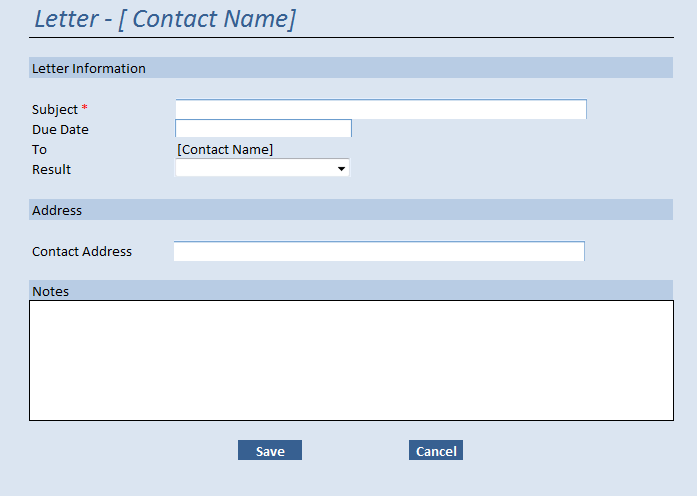 Letter - [ Contact Name]
Letter Information
Subject *
Due Date
To [Contact Name]
Result
Address
Contact Address
Notes
Save Cancel